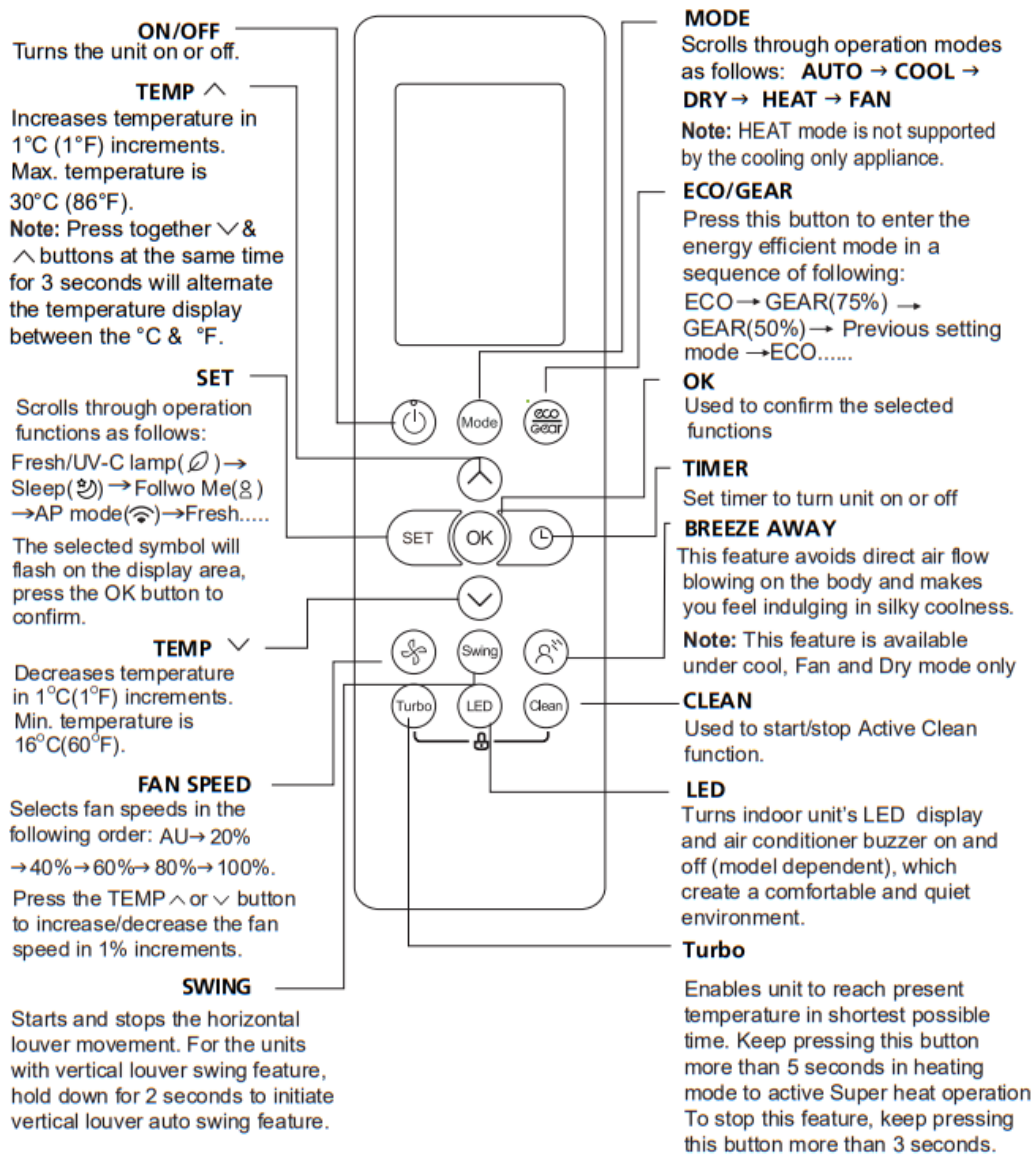 ON/OFF
Turns the unit on or off.
TEMP ︿
Increases temperature in
1°C (1°F) increments.
Max. temperature is
30°C (86°F).
Note: Press together ﹀ &
︿ buttons at the same time
for 3 seconds will alternate
the temperature display
between the °C & °F.
SET
Scrolls through operation
functions as follows:
Fresh/UV-C lamp( ) →
Sleep( ) → Follwo Me( )
→AP mode( )→Fresh.....
The selected symbol will
flash on the display area,
press the OK button to
confirm.
TEMP ﹀
Decreases temperature
in 1°C(1°F) increments.
Min. temperature is
16°C(60°F).
FAN SPEED
Selects fan speeds in the
following order: AU→ 20%
→40%→60%→ 80%→100%.
Press the TEMP ︿ or ﹀ button
to increase/decrease the fan
speed in 1% increments.
SWING
Starts and stops the horizontal
louver movement. For the units
with vertical louver swing feature,
hold down for 2 seconds to initiate
vertical louver auto swing feature.
Mode
eco
gear
SET
OK
Swing
Turbo
LED
Clean
MODE
Scrolls through operation modes
as follows: AUTO → COOL →
DRY → HEAT → FAN
Note: HEAT mode is not supported
by the cooling only appliance.
ECO/GEAR
Press this button to enter the
energy efficient mode in a
sequence of following:
ECO → GEAR(75%) →
GEAR(50%)→ Previous setting
mode →ECO......
OK
Used to confirm the selected
functions
TIMER
Set timer to turn unit on or off
BREEZE AWAY
This feature avoids direct air flow
blowing on the body and makes
you feel indulging in silky coolness.
Note: This feature is available
under cool, Fan and Dry mode only
CLEAN
Used to start/stop Active Clean
function.
LED
Turns indoor unit's LED display
and air conditioner buzzer on and
off (model dependent), which
create a comfortable and quiet
environment.
Turbo
Enables unit to reach present
temperature in shortest possible
time. Keep pressing this button
more than 5 seconds in heating
mode to active Super heat operation
To stop this feature, keep pressing
this button more than 3 seconds.